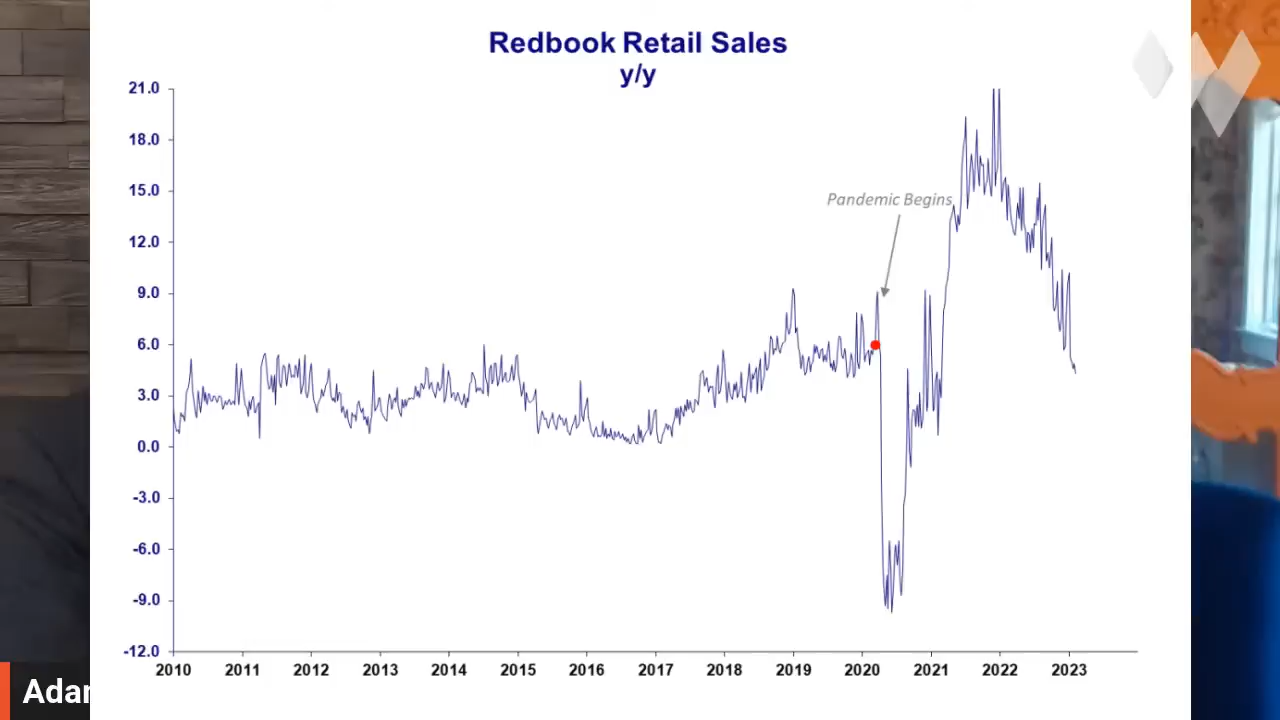 Redbook Retail Sales
y/y
21.0
18.0
15.0
Pandemic Begins
12.0
9.0
6.0
3.0
0.0
-3.0
-6.0
-9.0
-12.0
2010 2011 2012 2013 2014 2015 2016 2017 2018 2019 2020 2021 2022 2023
Adar